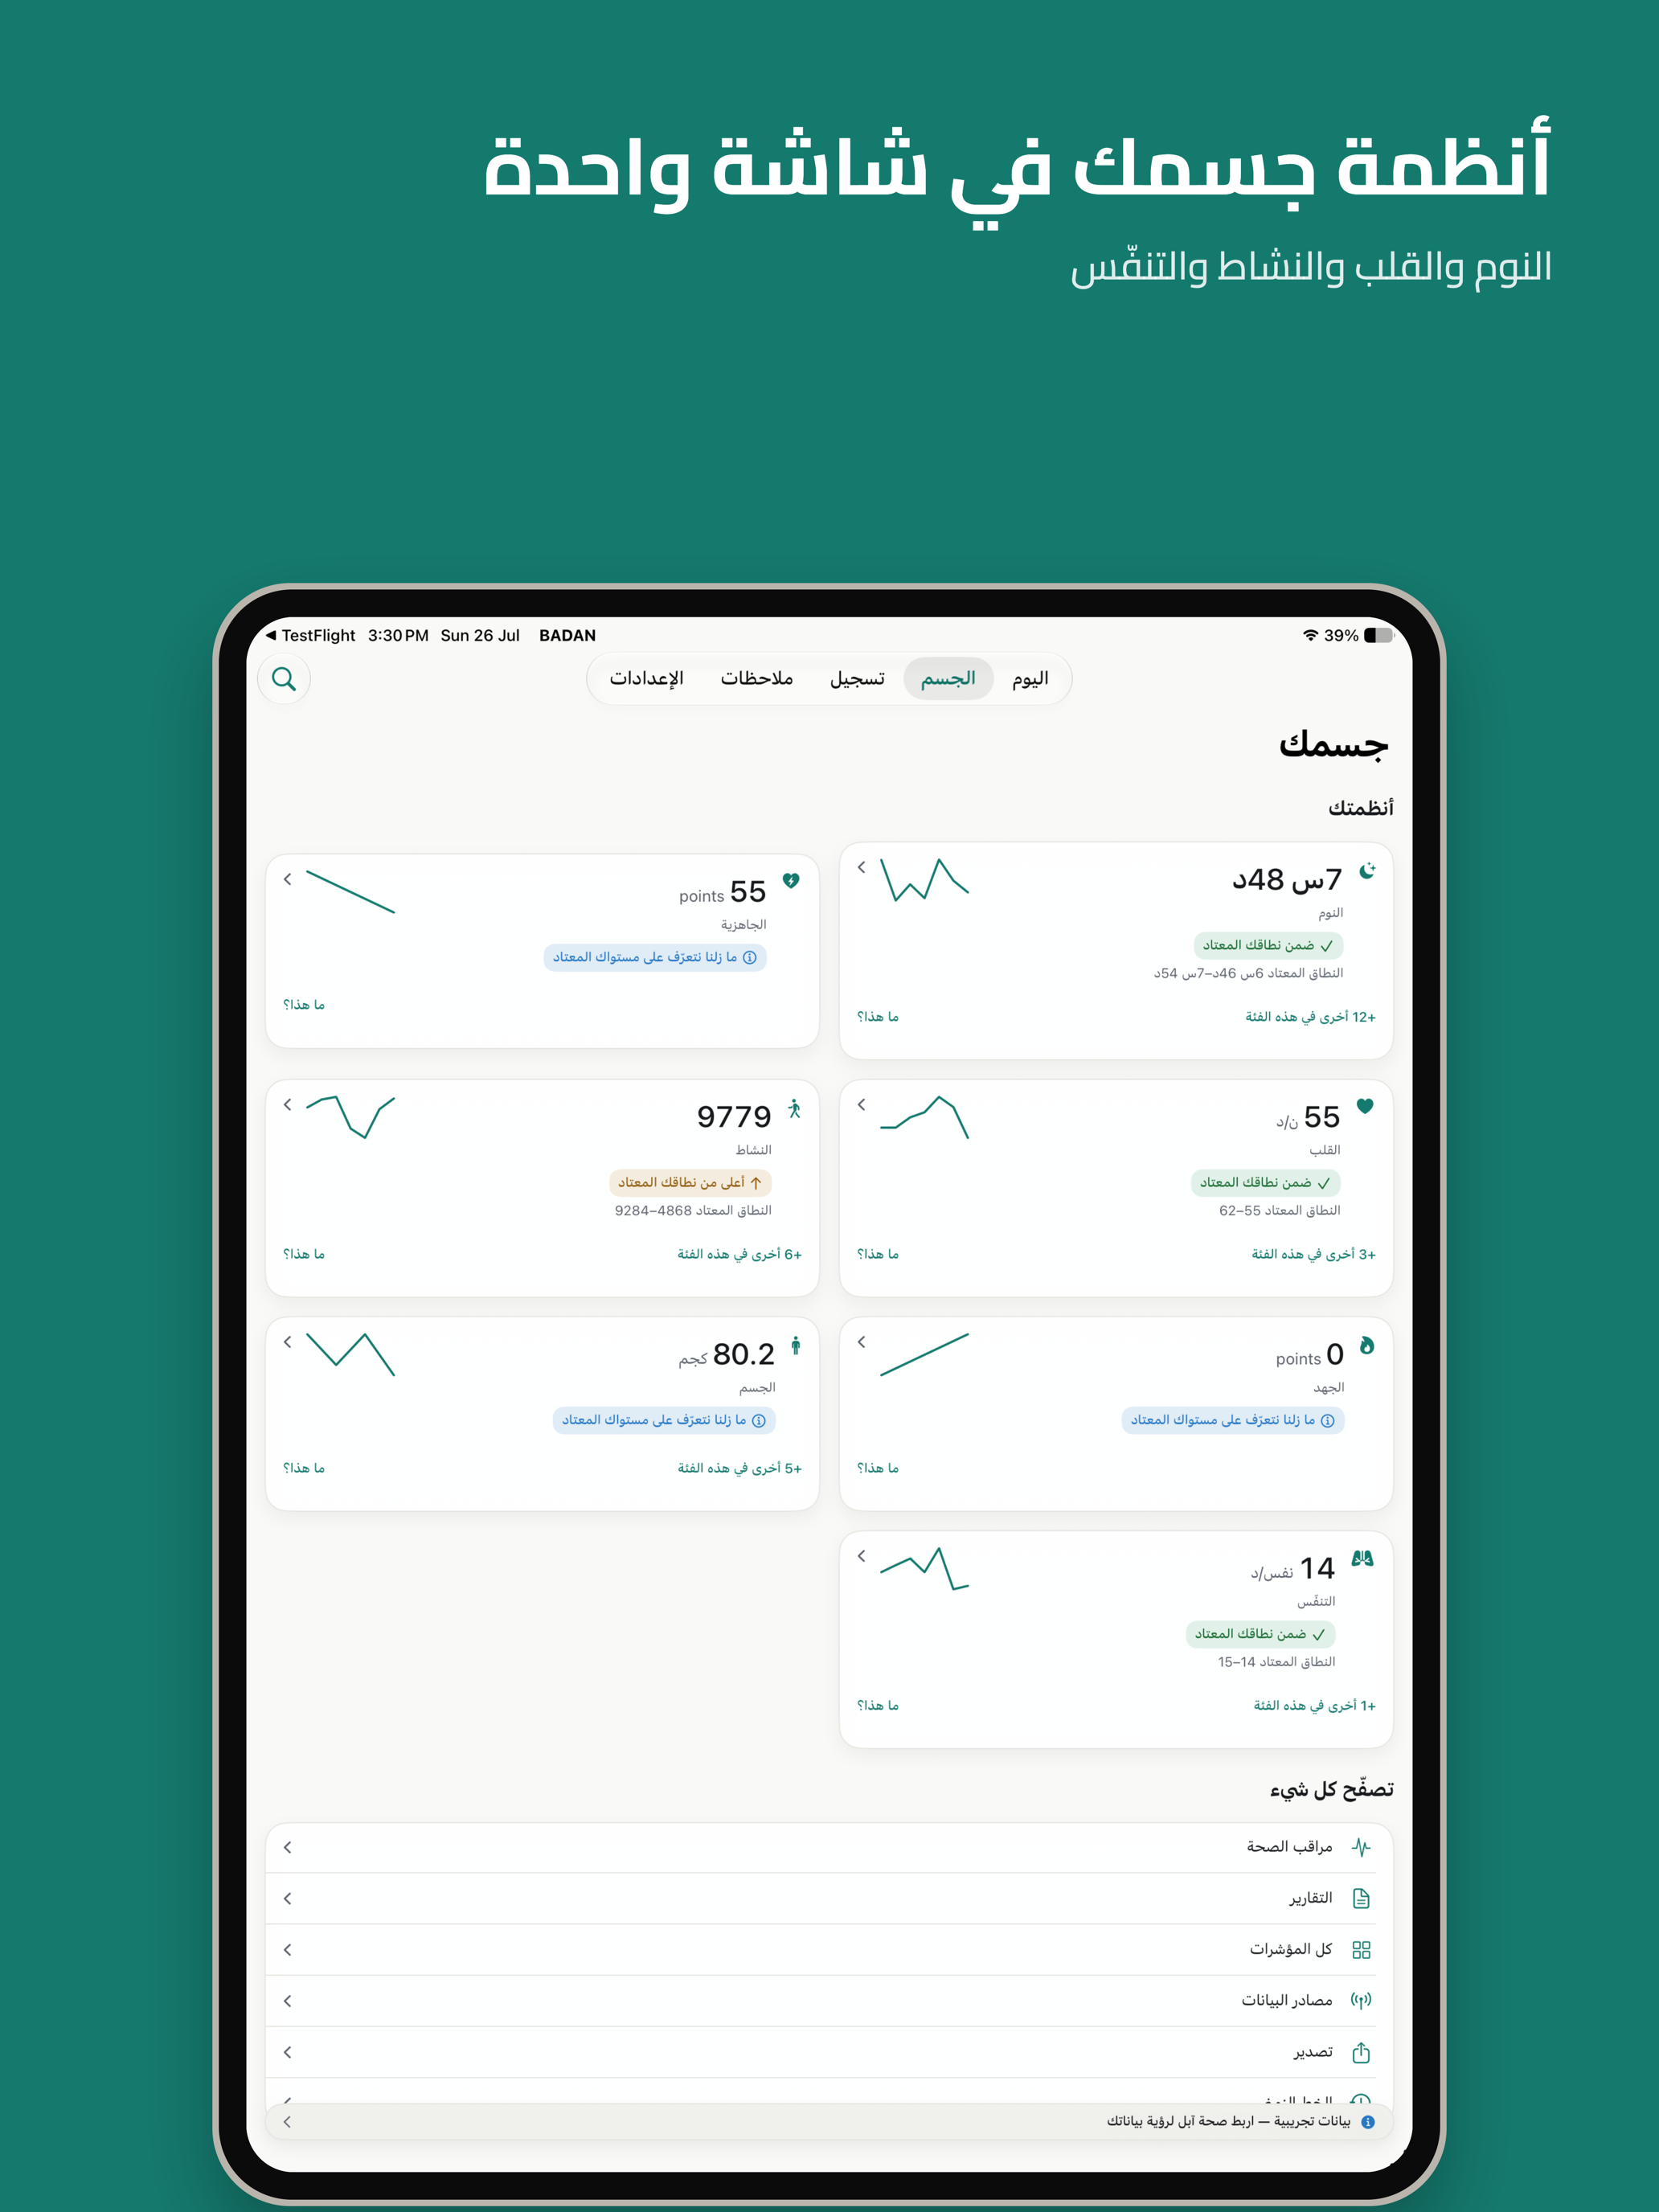 أنظمة جسمك في شاشة واحدة
النوم والقلب والنشاط والتنفّس
◀ TestFlight 3:30 PM Sun 26 Jul BADAN 39%
اليوم الجسم تسجيل ملاحظات الإعدادات
جسمك
أنظمتك
7س 48د
النوم
ضمن نطاقك المعتاد
النطاق المعتاد 6س 46د–7س 54د
+12 أخرى في هذه الفئة
ما هذا؟
55 points
الجاهزية
ما زلنا نتعرّف على مستواك المعتاد
ما هذا؟
55 ن/د
القلب
ضمن نطاقك المعتاد
النطاق المعتاد 55–62
+3 أخرى في هذه الفئة
ما هذا؟
9779
النشاط
أعلى من نطاقك المعتاد
النطاق المعتاد 4868–9284
+6 أخرى في هذه الفئة
ما هذا؟
0 points
الجهد
ما زلنا نتعرّف على مستواك المعتاد
ما هذا؟
80.2 كجم
الجسم
ما زلنا نتعرّف على مستواك المعتاد
+5 أخرى في هذه الفئة
ما هذا؟
14 نفس/د
التنفّس
ضمن نطاقك المعتاد
النطاق المعتاد 14–15
+1 أخرى في هذه الفئة
ما هذا؟
تصفّح كل شيء
مراقب الصحة
التقارير
كل المؤشرات
مصادر البيانات
تصدير
بيانات تجريبية — اربط صحة آبل لرؤية بياناتك